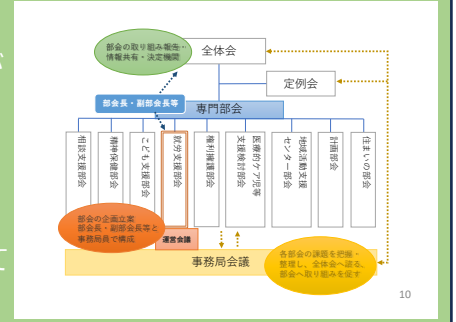 部会の取り組み報告・
情報共有・決定機関
全体会
定例会
部会長・副部会長等
専門部会
相談支援部会
精神保健部会
こども支援部会
就労支援部会
権利擁護部会
医療的ケア児等
支援検討部会
地域活動支援
センター部会
計画部会
住まいの部会
部会の企画立案
部会長・副部会長等と
事務局長で構成
運営会議
事務局会議
各部会の課題を把握・
整理し、全体会へ諮る、
部会へ取り組みを促す
10